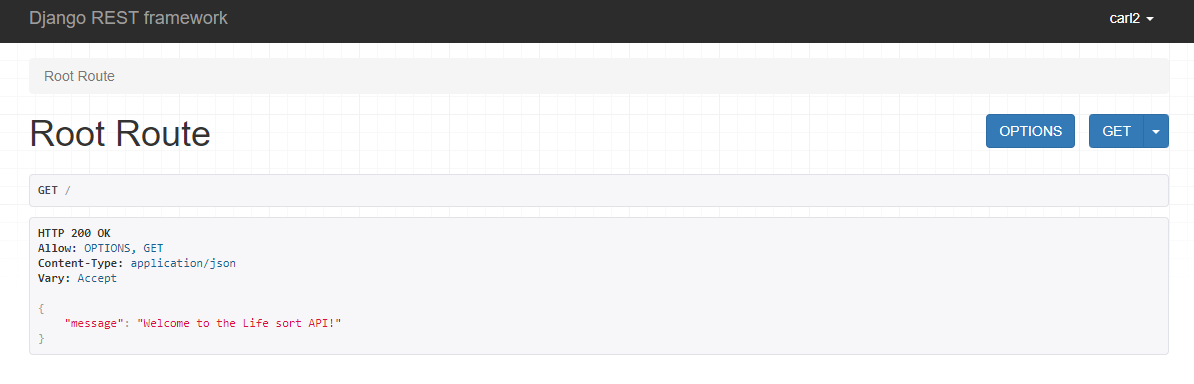 Django REST framework
carl2
Root Route
Root Route
OPTIONS
GET
GET /
HTTP 200 OK
Allow: OPTIONS, GET
Content-Type: application/json
Vary: Accept
{
    "message": "Welcome to the Life sort API!"
}